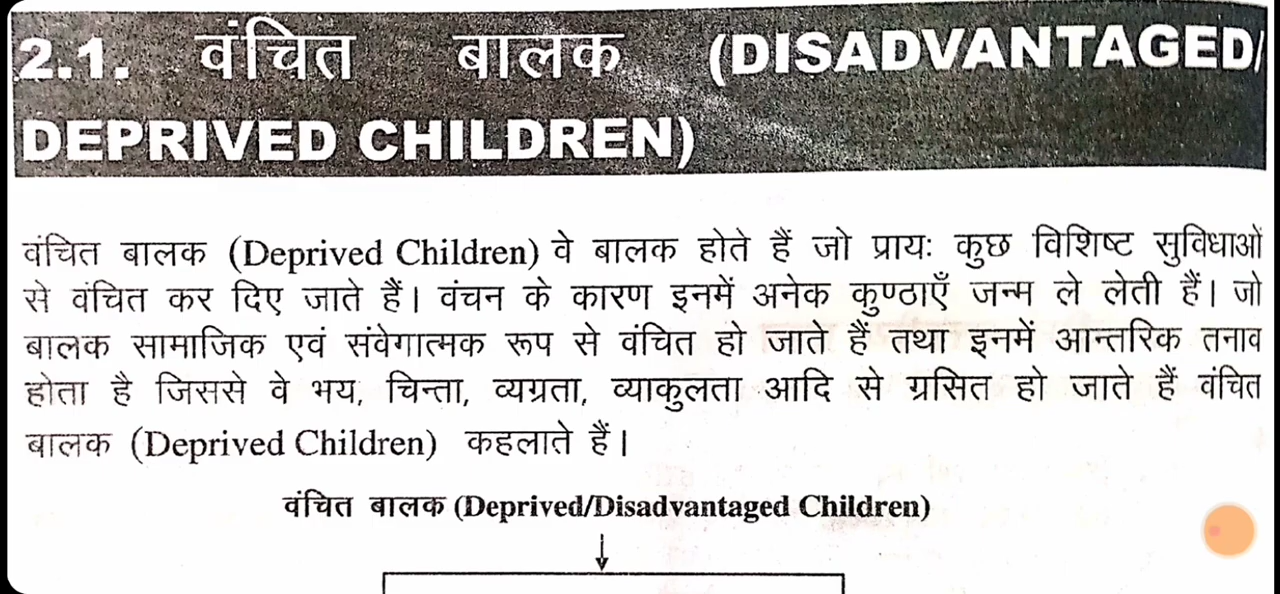 2.1. वंचित बालक (DISADVANTAGED/
DEPRIVED CHILDREN)
वंचित बालक (Deprived Children) वे बालक होते हैं जो प्रायः कुछ विशिष्ट सुविधाओं
से वंचित कर दिए जाते हैं। वंचन के कारण इनमें अनेक कुण्ठाएँ जन्म ले लेती हैं। जो
बालक सामाजिक एवं संवेगात्मक रूप से वंचित हो जाते हैं तथा इनमें आन्तरिक तनाव
होता है जिससे वे भय, चिन्ता, व्यग्रता, व्याकुलता आदि से ग्रसित हो जाते हैं वंचित
बालक (Deprived Children) कहलाते हैं।
वंचित बालक (Deprived/Disadvantaged Children)